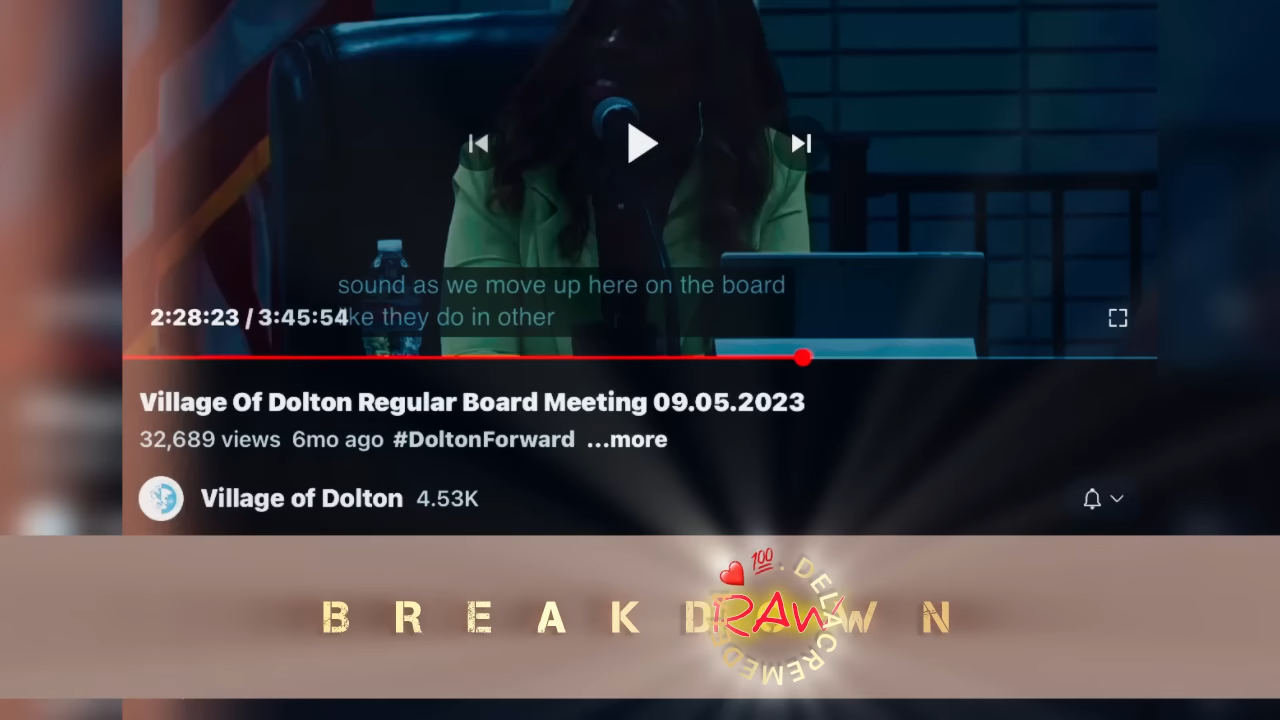 sound as we move up here on the board
2:28:23 / 3:45:54
ke they do in other
Village Of Dolton Regular Board Meeting 09.05.2023
32,689 views 6mo ago #DoltonForward ...more
Village of Dolton 4.53K
BREAKDOWN
💯
RAW